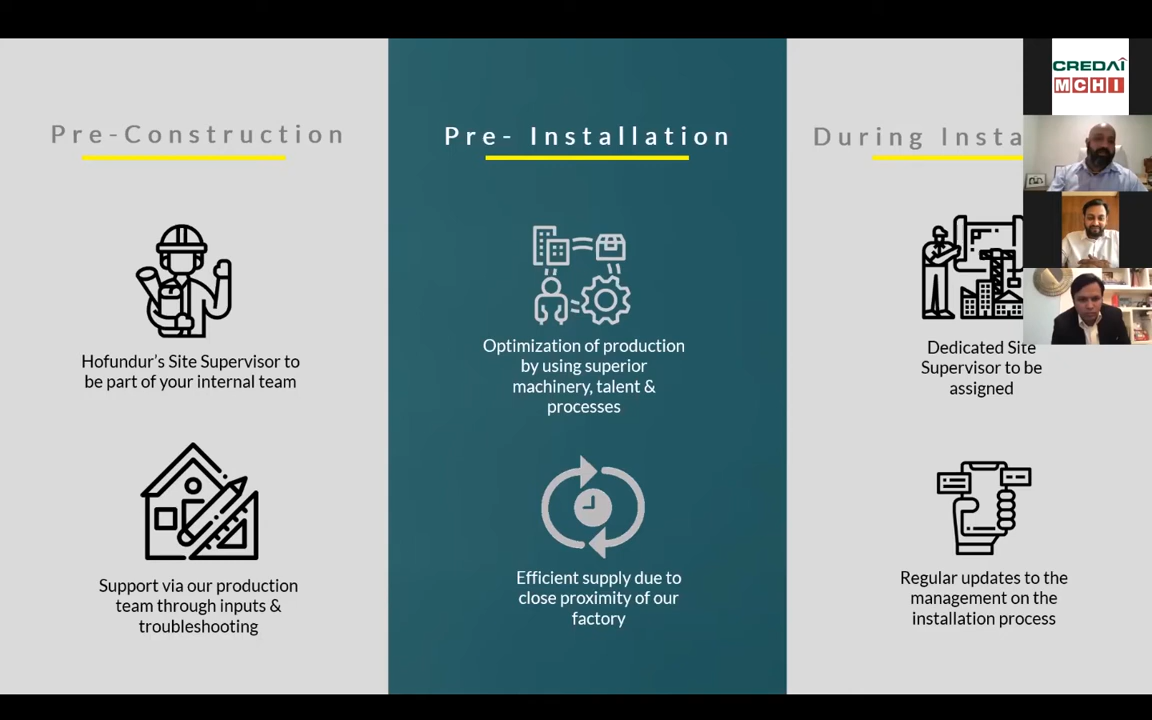 Pre-Construction
Hofundur's Site Supervisor to
be part of your internal team
Support via our production
team through inputs &
troubleshooting
Pre- Installation
Optimization of production
by using superior
machinery, talent &
processes
Efficient supply due to
close proximity of our
factory
During
Dedicated Site
Supervisor to be
assigned
Regular updates to the
management on the
installation process
CREDAI
MCHI